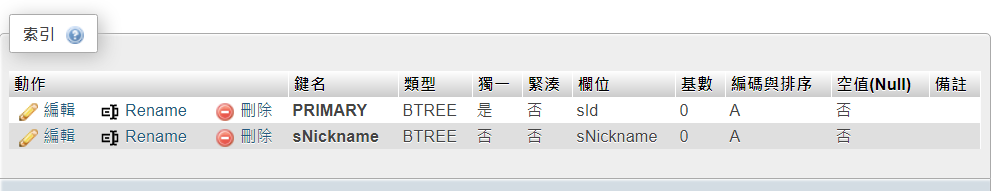 索引
動作 鍵名 類型 獨一 緊湊 欄位 基數 編碼與排序 空值(Null) 備註
編輯 Rename 刪除 PRIMARY BTREE 是 否 sId 0 A 否
編輯 Rename 刪除 sNickname BTREE 否 否 sNickname 0 A 否